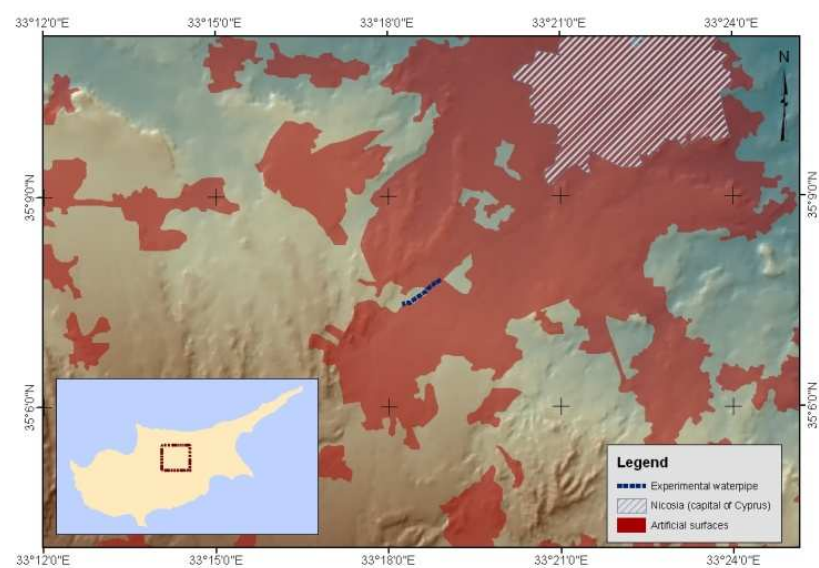 33°12'0"E 33°15'0"E 33°18'0"E 33°21'0"E 33°24'0"E
N
35°9'0"N 35°9'0"N
35°6'0"N 35°6'0"N
Legend
Experimental waterpipe
Nicosia (capital of Cyprus)
Artificial surfaces
33°12'0"E 33°15'0"E 33°18'0"E 33°21'0"E 33°24'0"E